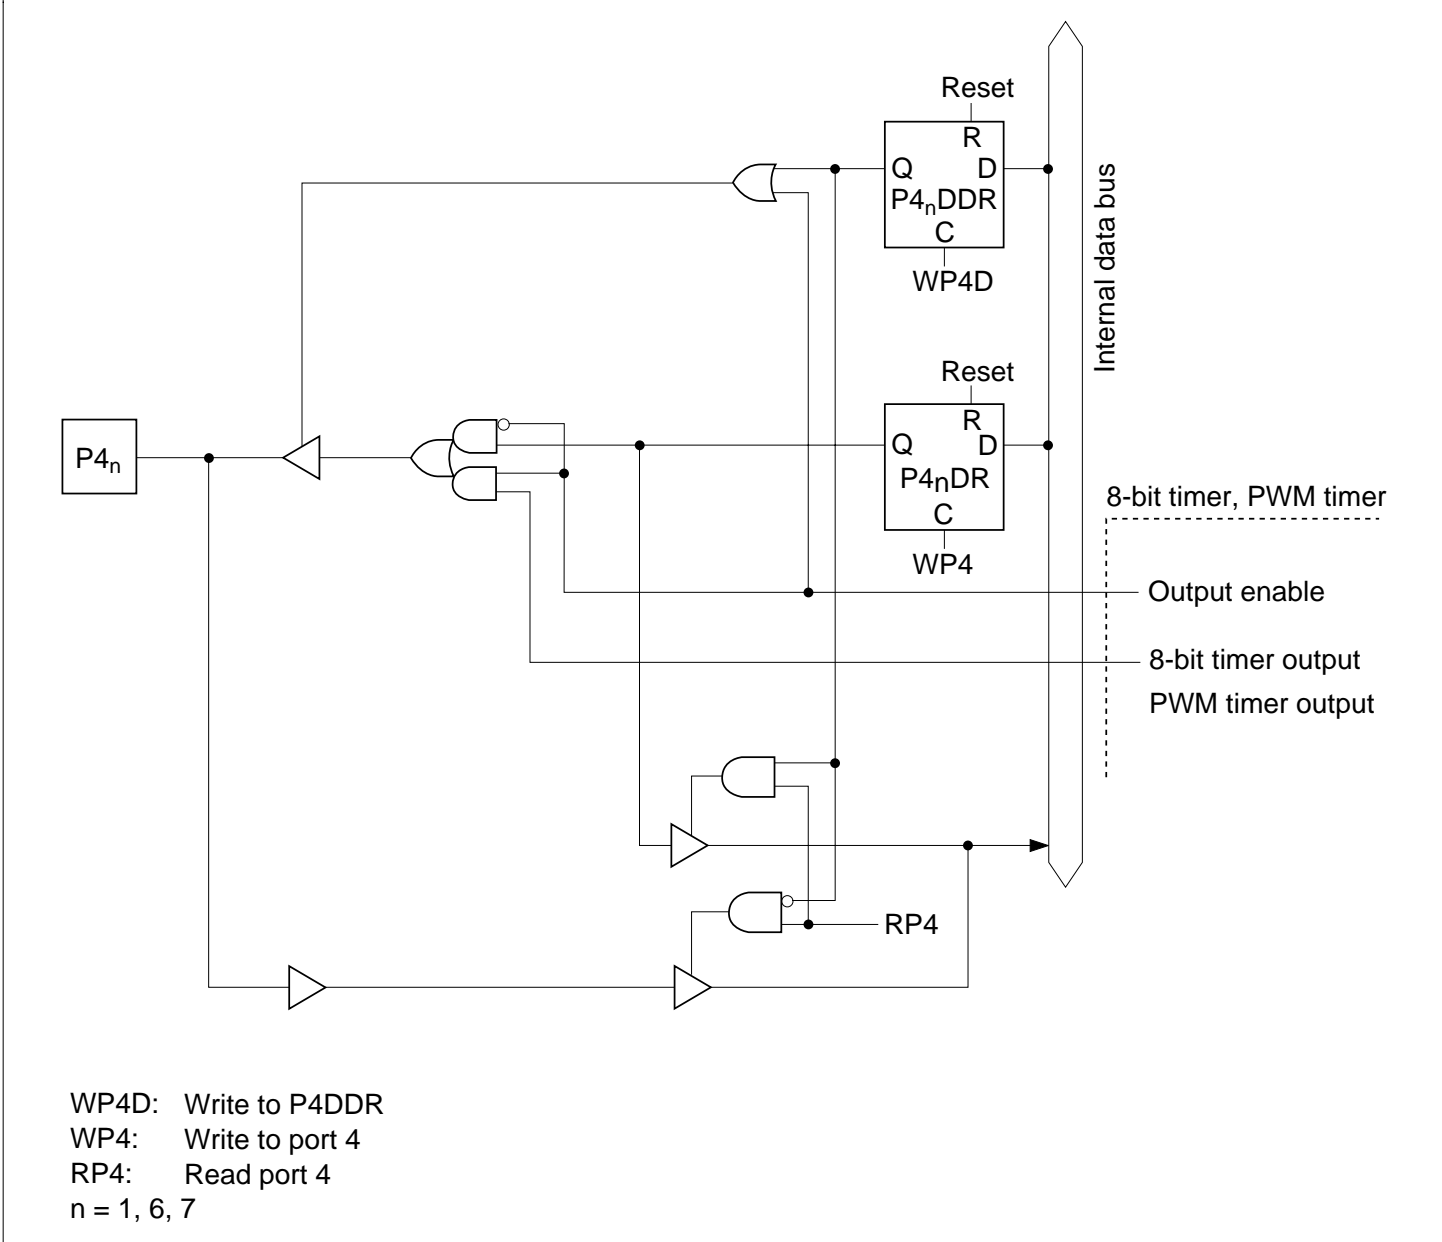 Reset
R
Q D
P4nDDR
C
WP4D
Internal data bus
Reset
R
Q D
P4nDR
C
WP4
P4n
8-bit timer, PWM timer
Output enable
8-bit timer output
PWM timer output
RP4
WP4D: Write to P4DDR
WP4: Write to port 4
RP4: Read port 4
n = 1, 6, 7